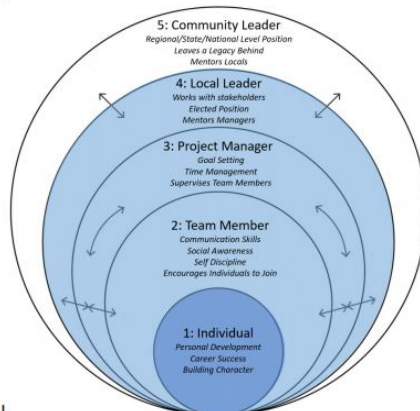 5: Community Leader
Regional/State/National Level Position
Leaves a Legacy Behind
Mentors Locals
4: Local Leader
Works with stakeholders
Elected Position
Mentors Managers
3: Project Manager
Goal Setting
Time Management
Supervises Team Members
2: Team Member
Communication Skills
Social Awareness
Self Discipline
Encourages Individuals to Join
1: Individual
Personal Development
Career Success
Building Character